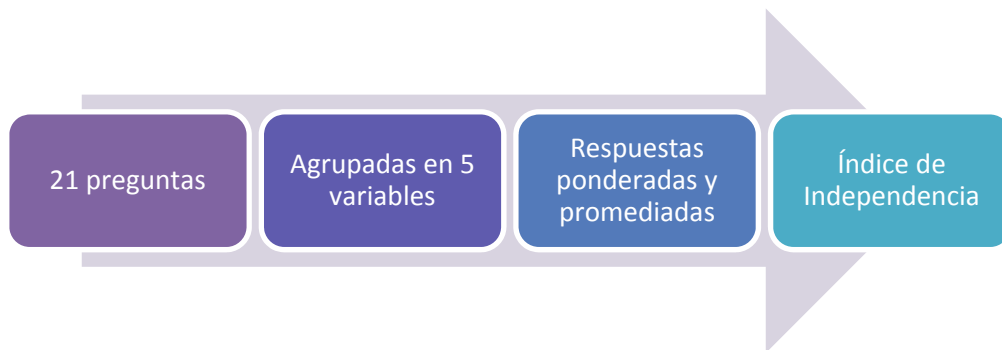 21 preguntas
Agrupadas en 5
variables
Respuestas
ponderadas y
promediadas
Índice de
Independencia